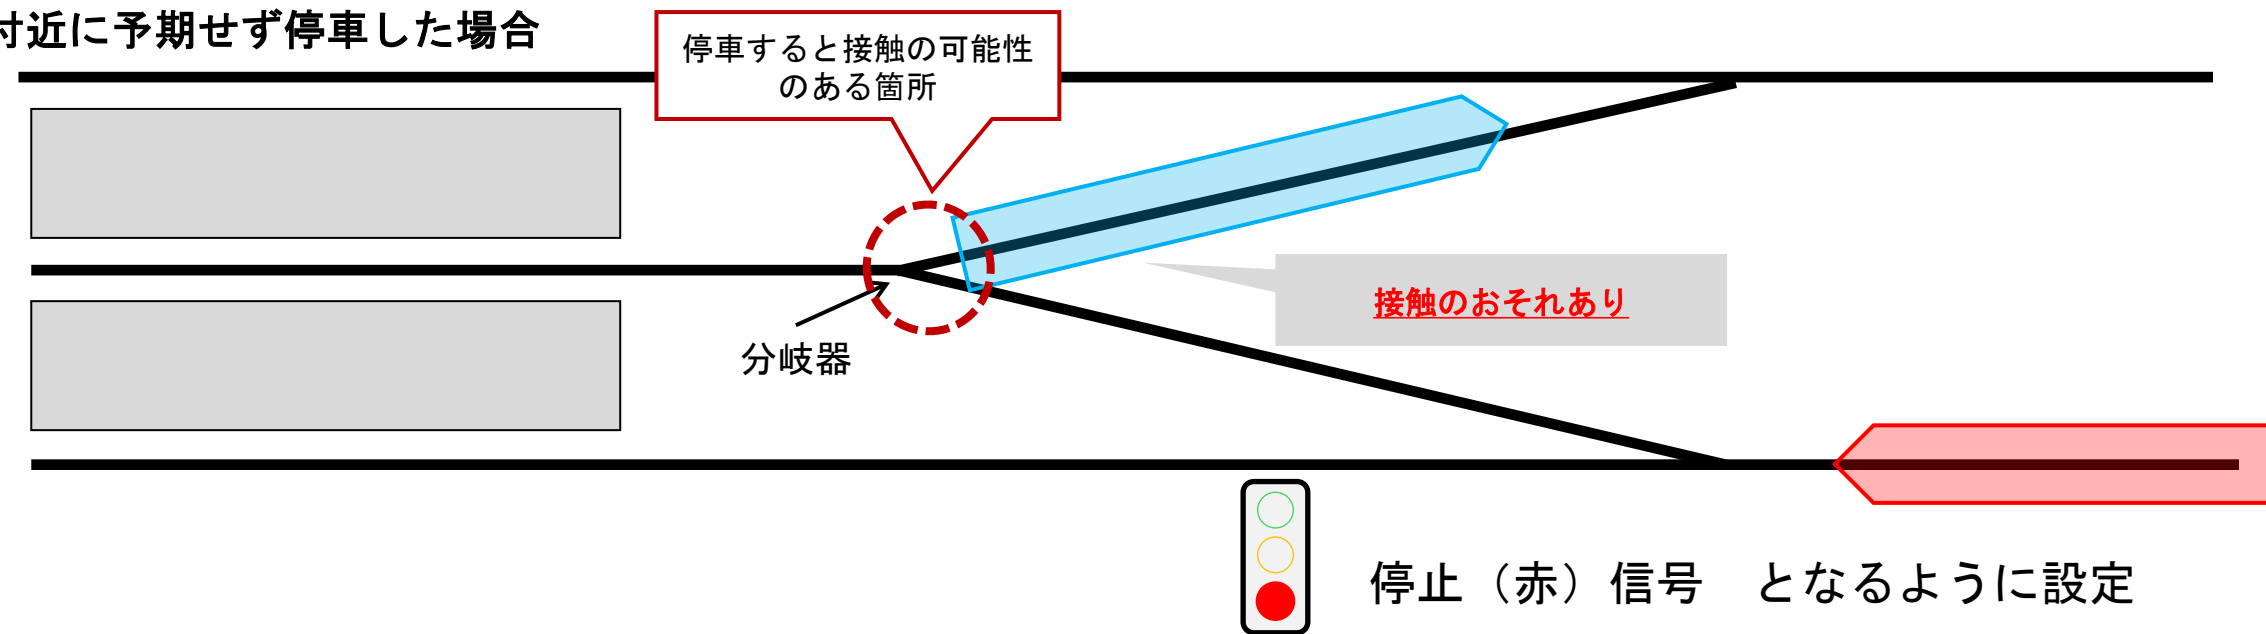 付近に予期せず停車した場合
停車すると接触の可能性
のある箇所
接触のおそれあり
分岐器
停止（赤）信号　となるように設定